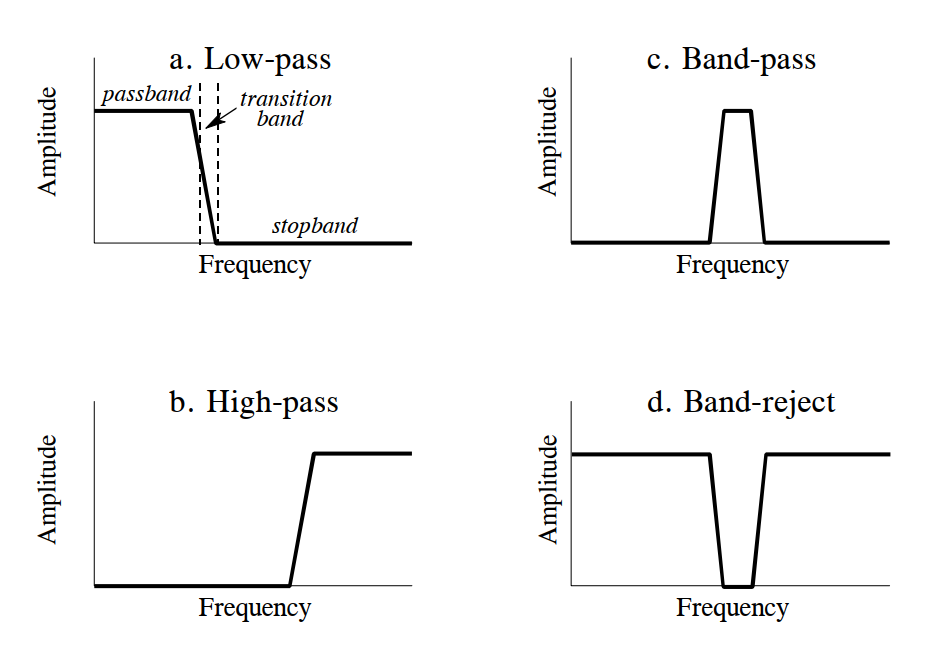 a. Low-pass
passband
transition
band
stopband
Amplitude
Frequency
c. Band-pass
Amplitude
Frequency
b. High-pass
Amplitude
Frequency
d. Band-reject
Amplitude
Frequency